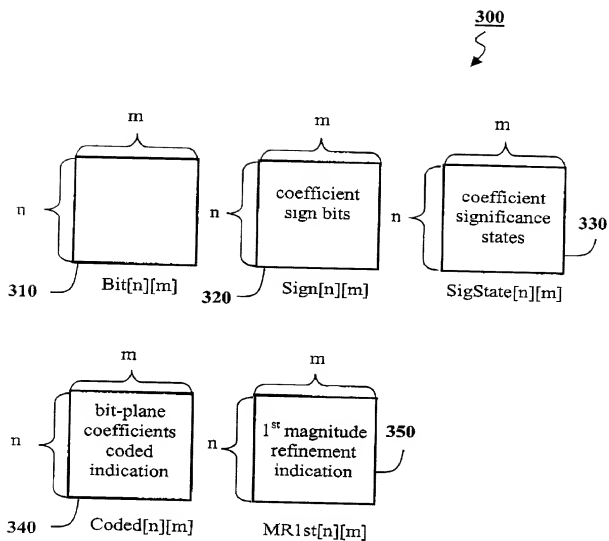 300
m
m
m
n
n
n
coefficient
sign bits
coefficient
significance
states
330
310
Bit[n][m]
320
Sign[n][m]
SigState[n][m]
m
m
n
n
bit-plane
coefficients
coded
indication
1st magnitude
refinement
indication
350
340
Coded[n][m]
MR1st[n][m]